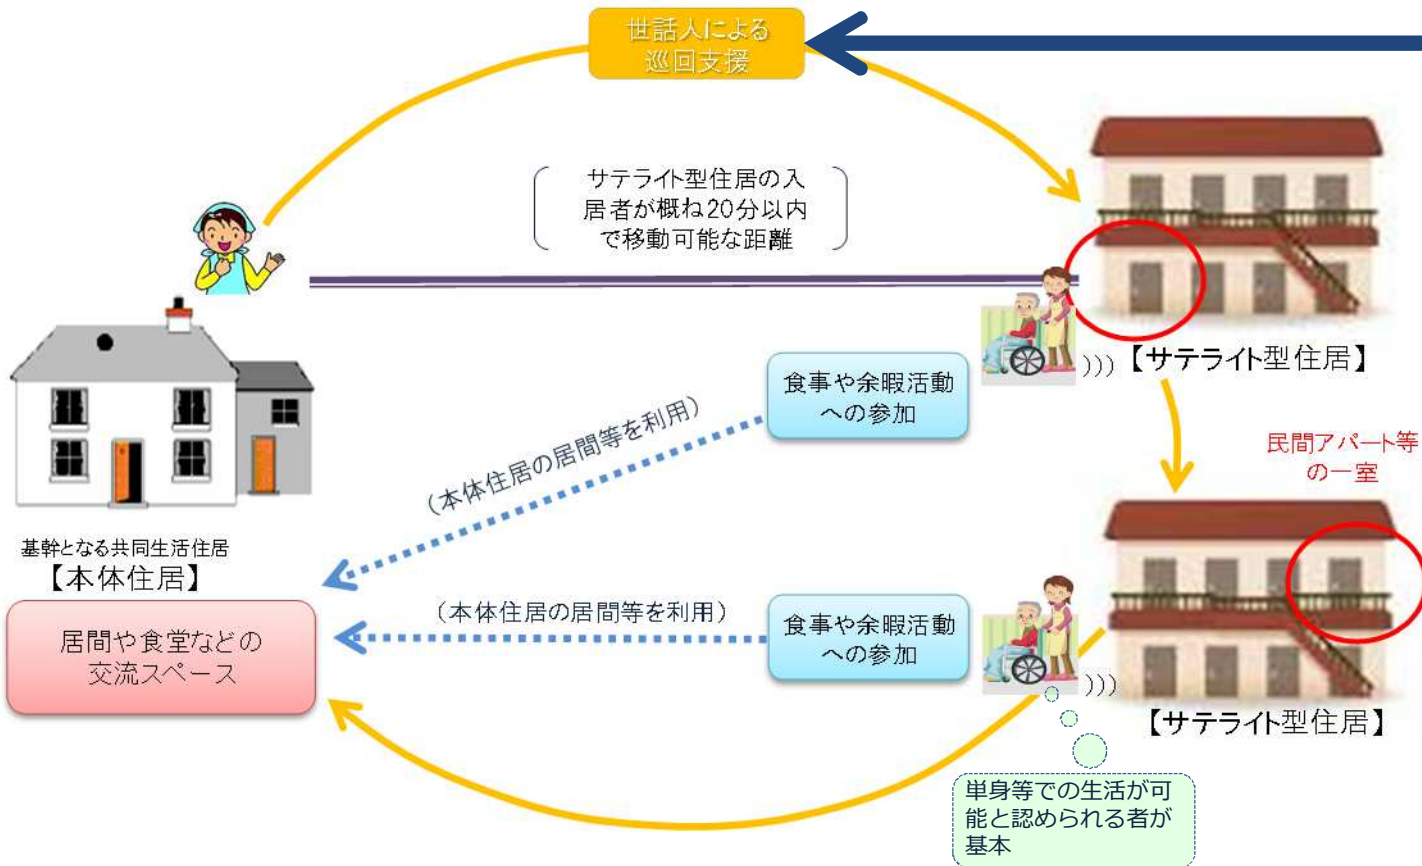 世話人による
巡回支援
サテライト型住居の入
居者が概ね20分以内
で移動可能な距離
【サテライト型住居】
食事や余暇活動
への参加
(本体住居の居間等を利用)
民間アパート等
の一室
基幹となる共同生活住居
【本体住居】
居間や食堂などの
交流スペース
(本体住居の居間等を利用)
食事や余暇活動
への参加
【サテライト型住居】
単身等での生活が可
能と認められる者が
基本